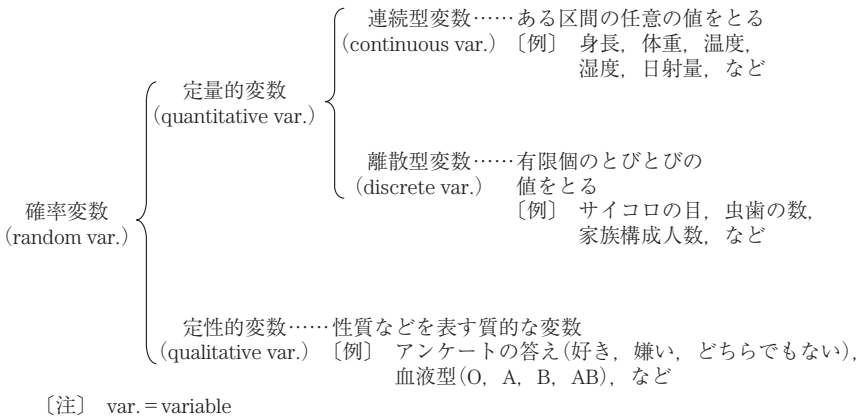 連続型変数……ある区間の任意の値をとる
(continuous var.) 〔例〕 身長，体重，温度，
湿度，日射量，など
定量的変数
(quantitative var.)
離散型変数……有限個のとびとびの
(discrete var.) 値をとる
〔例〕 サイコロの目，虫歯の数，
家族構成人数，など
確率変数
(random var.)
定性的変数……性質などを表す質的な変数
(qualitative var.) 〔例〕 アンケートの答え(好き，嫌い，どちらでもない)，
血液型(O，A，B，AB)，など
〔注〕 var.＝variable